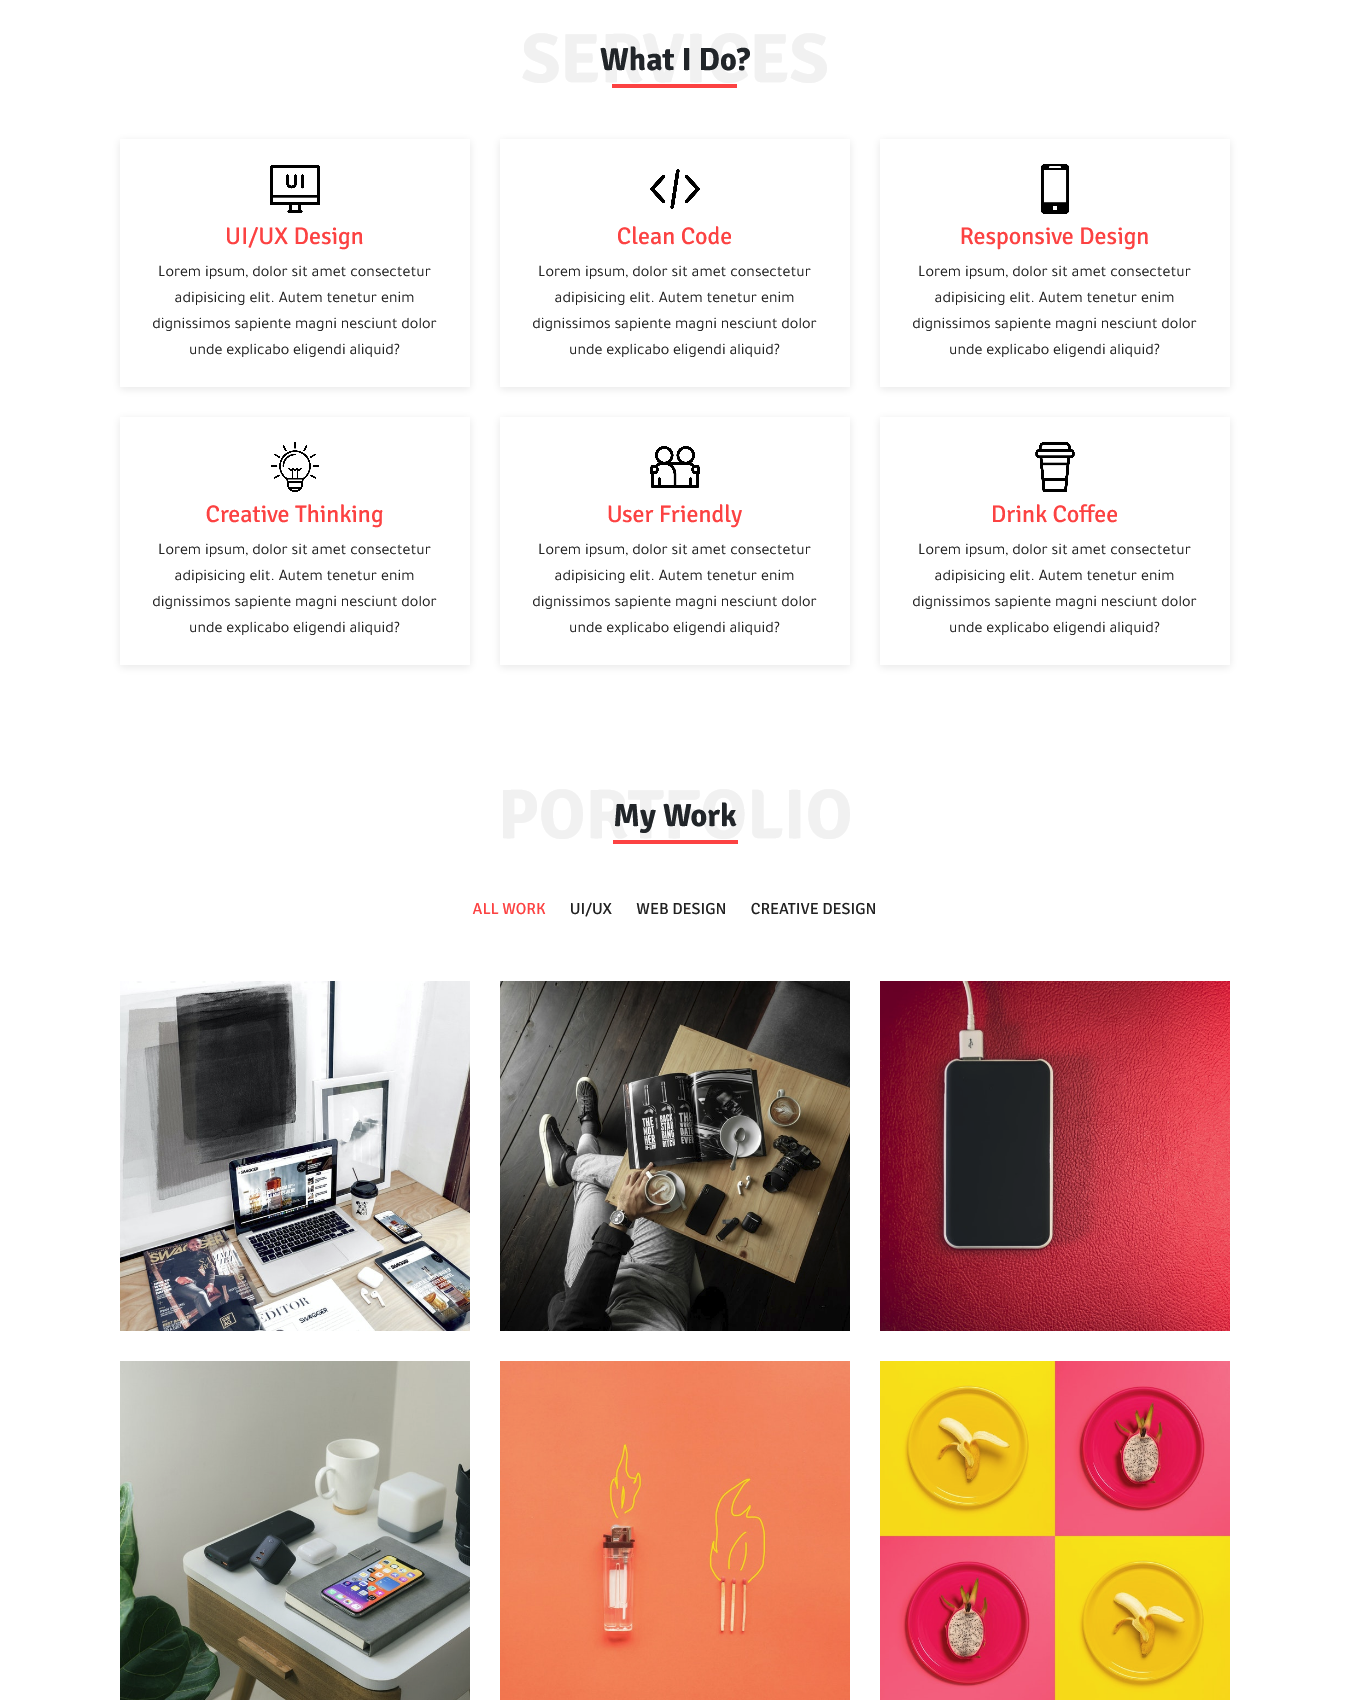 SERVICES
What I Do?
UI
UI/UX Design
Lorem ipsum, dolor sit amet consectetur
adipisicing elit. Autem tenetur enim
dignissimos sapiente magni nesciunt dolor
unde explicabo eligendi aliquid?
Clean Code
Lorem ipsum, dolor sit amet consectetur
adipisicing elit. Autem tenetur enim
dignissimos sapiente magni nesciunt dolor
unde explicabo eligendi aliquid?
Responsive Design
Lorem ipsum, dolor sit amet consectetur
adipisicing elit. Autem tenetur enim
dignissimos sapiente magni nesciunt dolor
unde explicabo eligendi aliquid?
Creative Thinking
Lorem ipsum, dolor sit amet consectetur
adipisicing elit. Autem tenetur enim
dignissimos sapiente magni nesciunt dolor
unde explicabo eligendi aliquid?
User Friendly
Lorem ipsum, dolor sit amet consectetur
adipisicing elit. Autem tenetur enim
dignissimos sapiente magni nesciunt dolor
unde explicabo eligendi aliquid?
Drink Coffee
Lorem ipsum, dolor sit amet consectetur
adipisicing elit. Autem tenetur enim
dignissimos sapiente magni nesciunt dolor
unde explicabo eligendi aliquid?
PORTFOLIO
My Work
ALL WORK UI/UX WEB DESIGN CREATIVE DESIGN
SWAGGER
EDITOR
SWAGGER